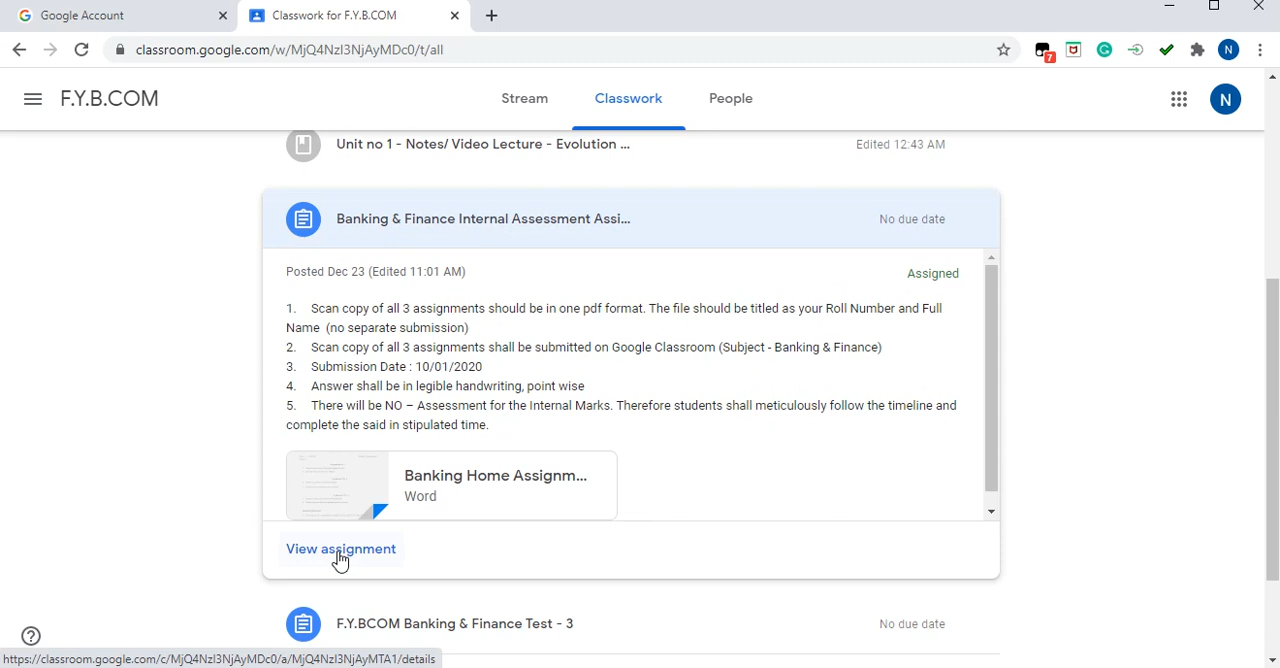 Google Account
Classwork for F.Y.B.COM
classroom.google.com/w/MjQ4NzI3NjAyMDc0/t/all
7
N
F.Y.B.COM
Stream
Classwork
People
N
Unit no 1 - Notes/ Video Lecture - Evolution ...
Edited 12:43 AM
Banking & Finance Internal Assessment Assi...
No due date
Posted Dec 23 (Edited 11:01 AM)
Assigned
1. Scan copy of all 3 assignments should be in one pdf format. The file should be titled as your Roll Number and Full
Name (no separate submission)
2. Scan copy of all 3 assignments shall be submitted on Google Classroom (Subject - Banking & Finance)
3. Submission Date : 10/01/2020
4. Answer shall be in legible handwriting, point wise
5. There will be NO – Assessment for the Internal Marks. Therefore students shall meticulously follow the timeline and
complete the said in stipulated time.
Banking Home Assignm...
Word
View assignment
F.Y.BCOM Banking & Finance Test - 3
No due date
https://classroom.google.com/c/MjQ4NzI3NjAyMDc0/a/MjQ4NzI3NjAyMTA1/details